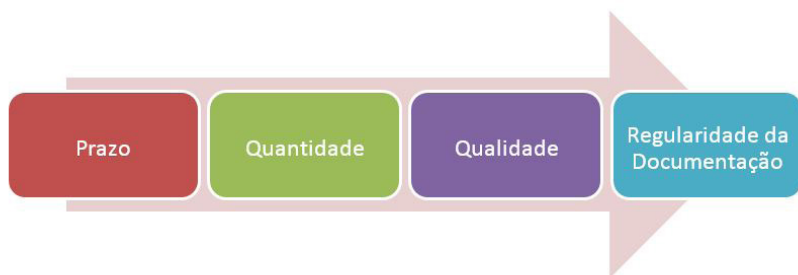 Prazo
Quantidade
Qualidade
Regularidade da
Documentação